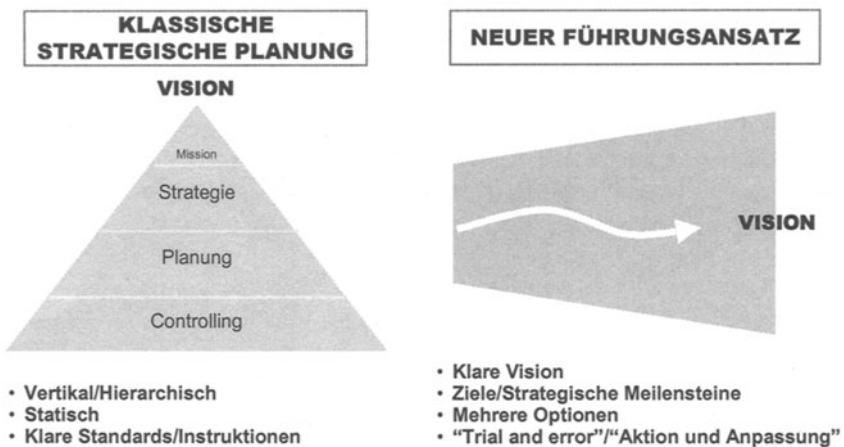 KLASSISCHE
STRATEGISCHE PLANUNG
VISION
Mission
Strategie
Planung
Controlling
• Vertikal/Hierarchisch
• Statisch
• Klare Standards/Instruktionen
NEUER FÜHRUNGSANSATZ
VISION
• Klare Vision
• Ziele/Strategische Meilensteine
• Mehrere Optionen
• “Trial and error”/“Aktion und Anpassung”